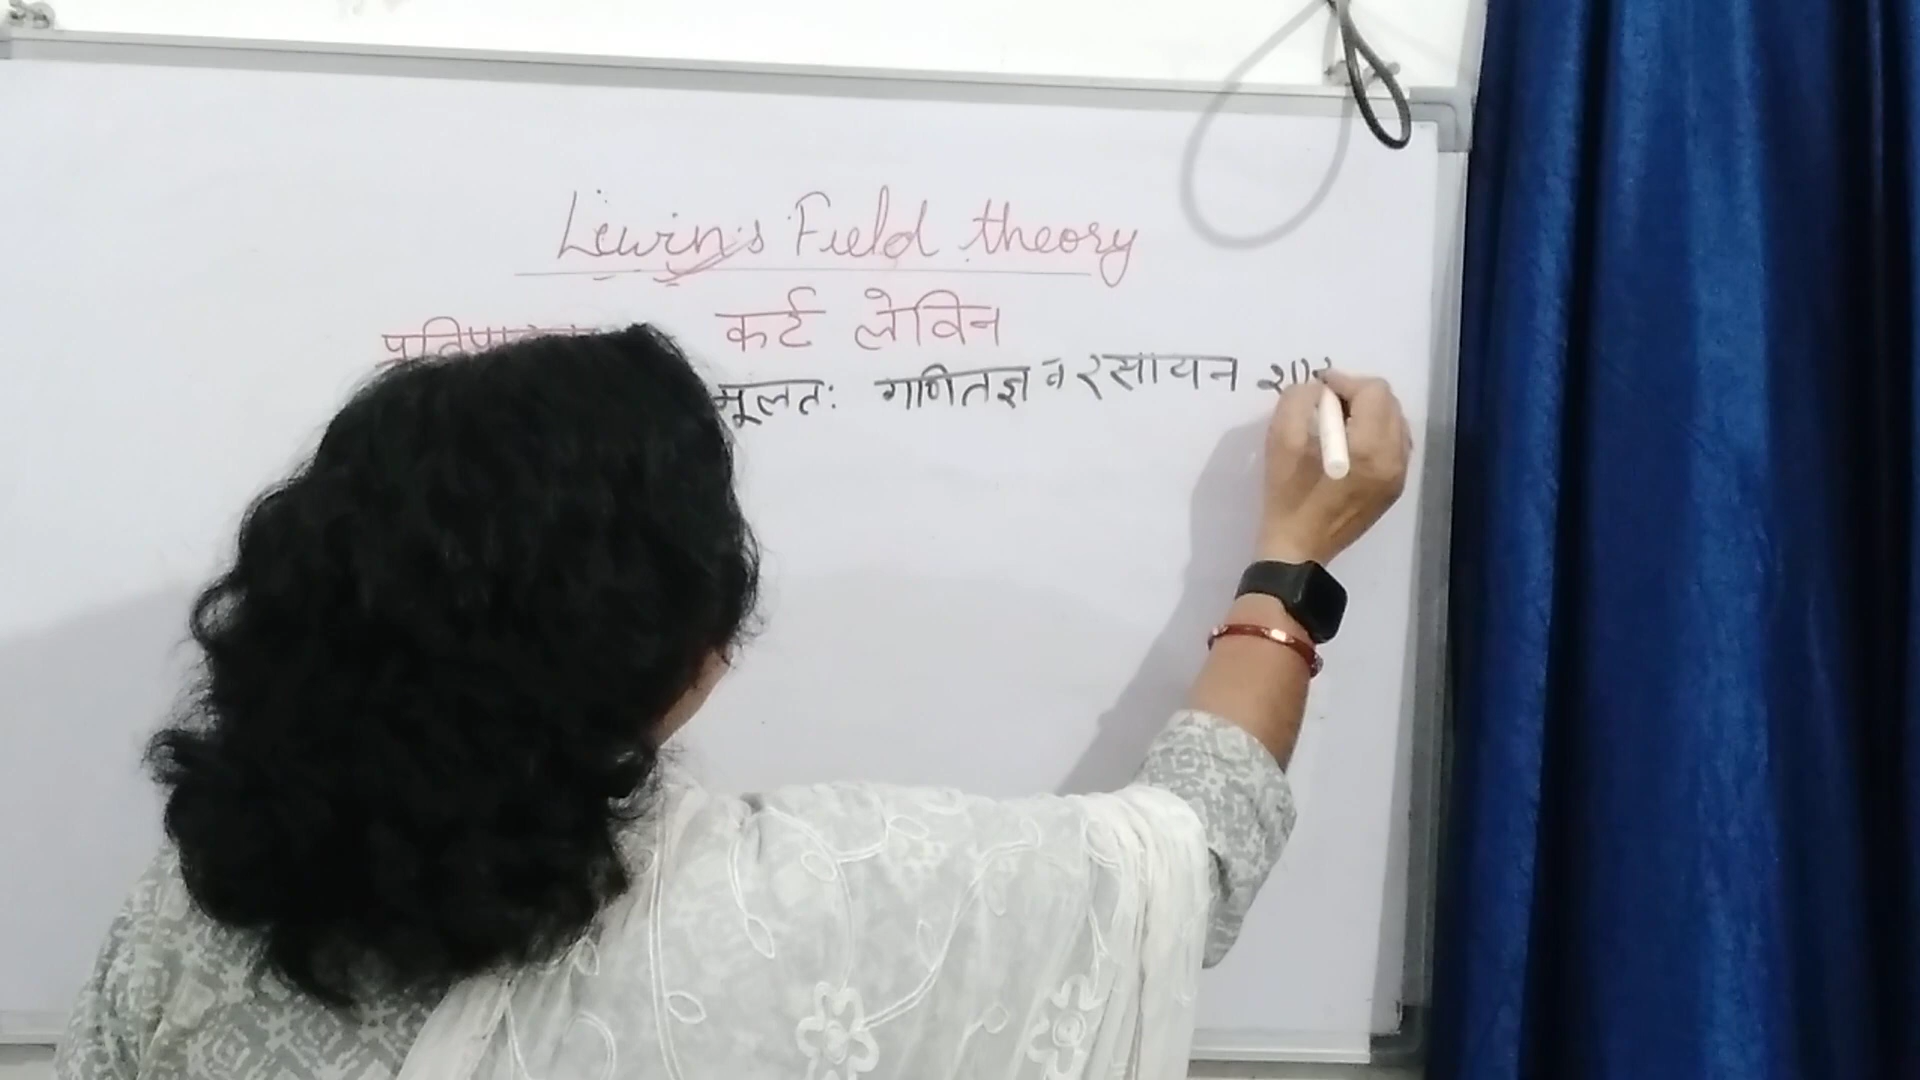 Lewin's Field theory
कर्ट लेविन
मूलतः गणितज्ञ व रसायन